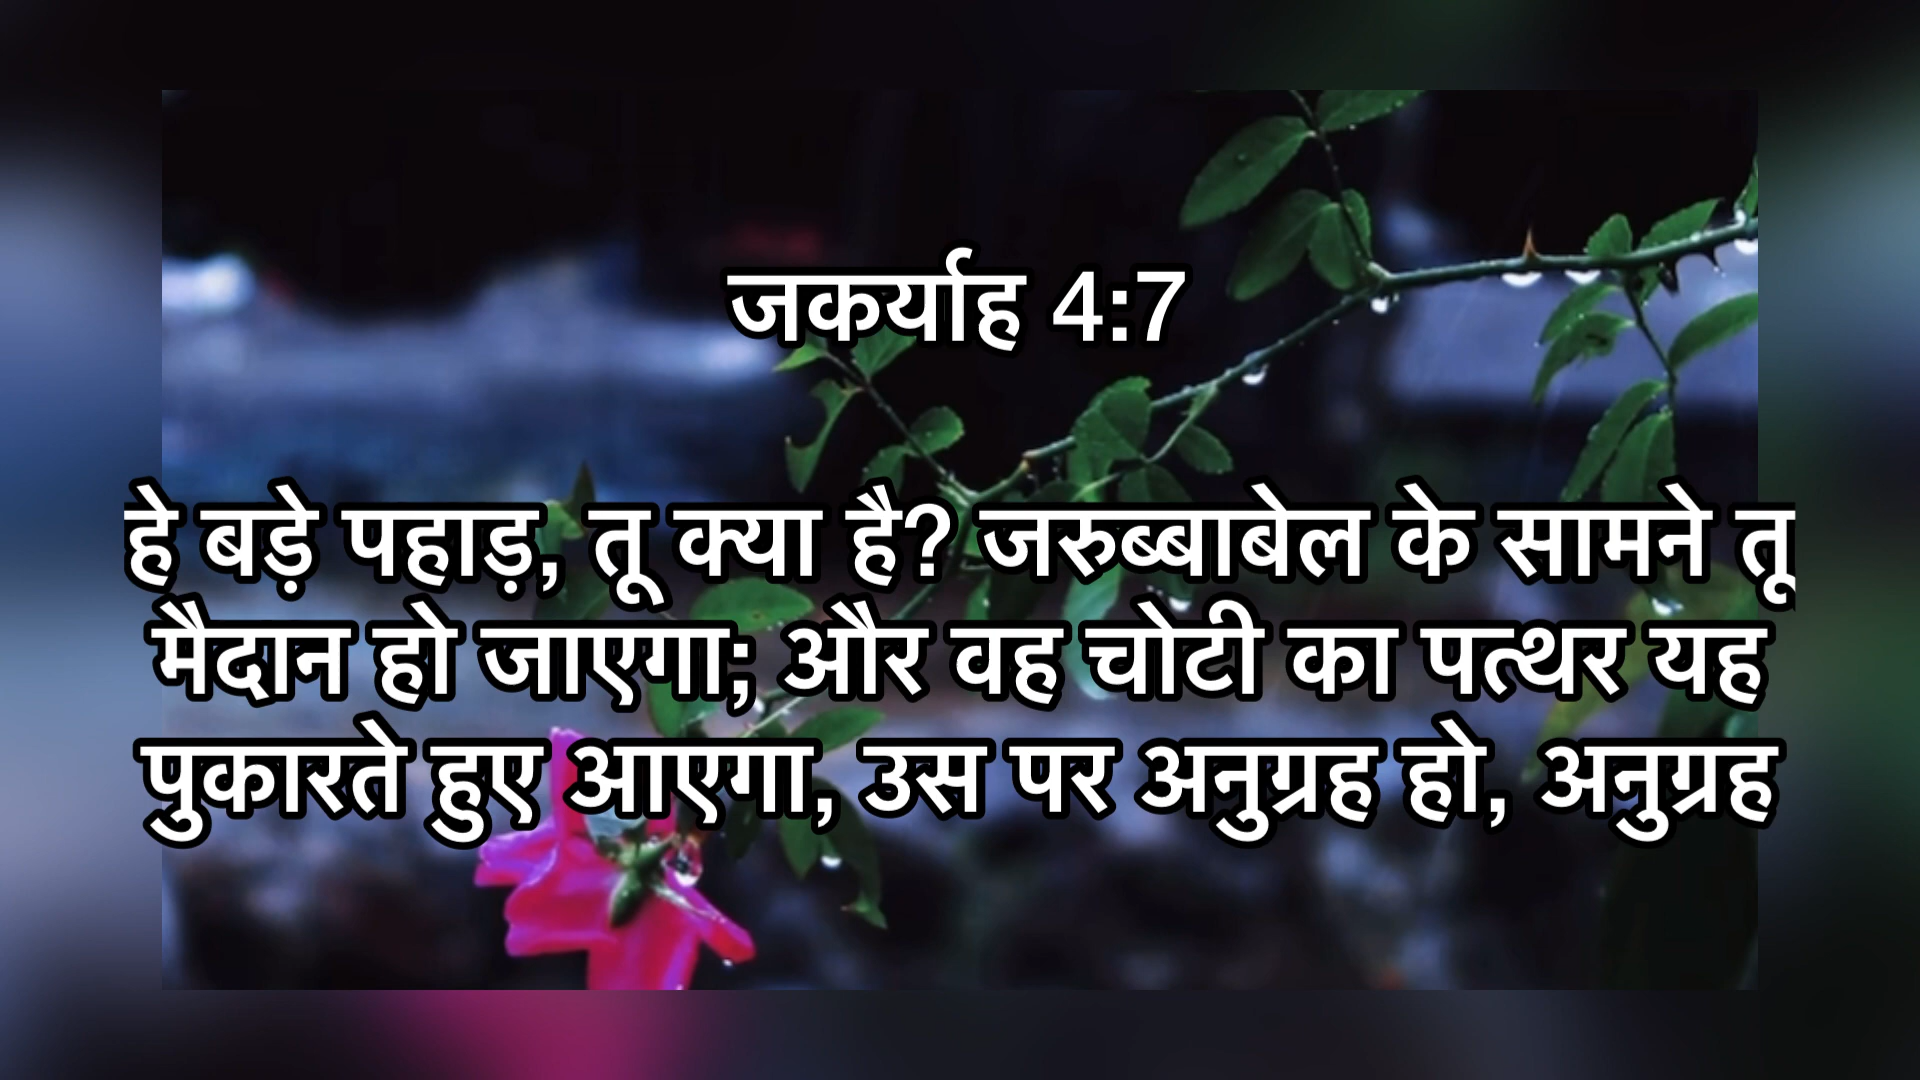 जकर्याह 4:7
हे बड़े पहाड़, तू क्या है? जरुब्बाबेल के सामने तू
मैदान हो जाएगा; और वह चोटी का पत्थर यह
पुकारते हुए आएगा, उस पर अनुग्रह हो, अनुग्रह